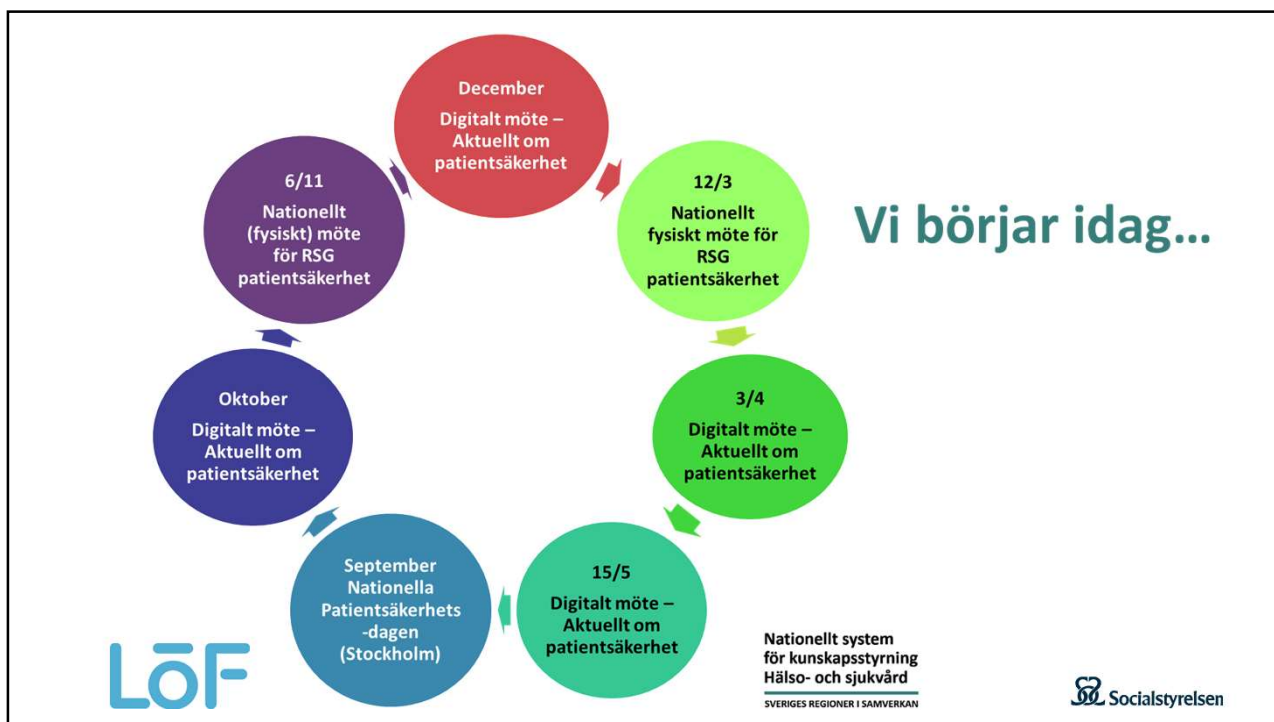 December
Digitalt möte –
Aktuellt om
patientsäkerhet
12/3
Nationellt
fysiskt möte för
RSG
patientsäkerhet
3/4
Digitalt möte –
Aktuellt om
patientsäkerhet
15/5
Digitalt möte –
Aktuellt om
patientsäkerhet
September
Nationella
Patientsäkerhets
-dagen
(Stockholm)
Oktober
Digitalt möte –
Aktuellt om
patientsäkerhet
6/11
Nationellt
(fysiskt) möte
för RSG
patientsäkerhet
Vi börjar idag...
LōF
Nationellt system
för kunskapsstyrning
Hälso- och sjukvård
SVERIGES REGIONER I SAMVERKAN
Socialstyrelsen